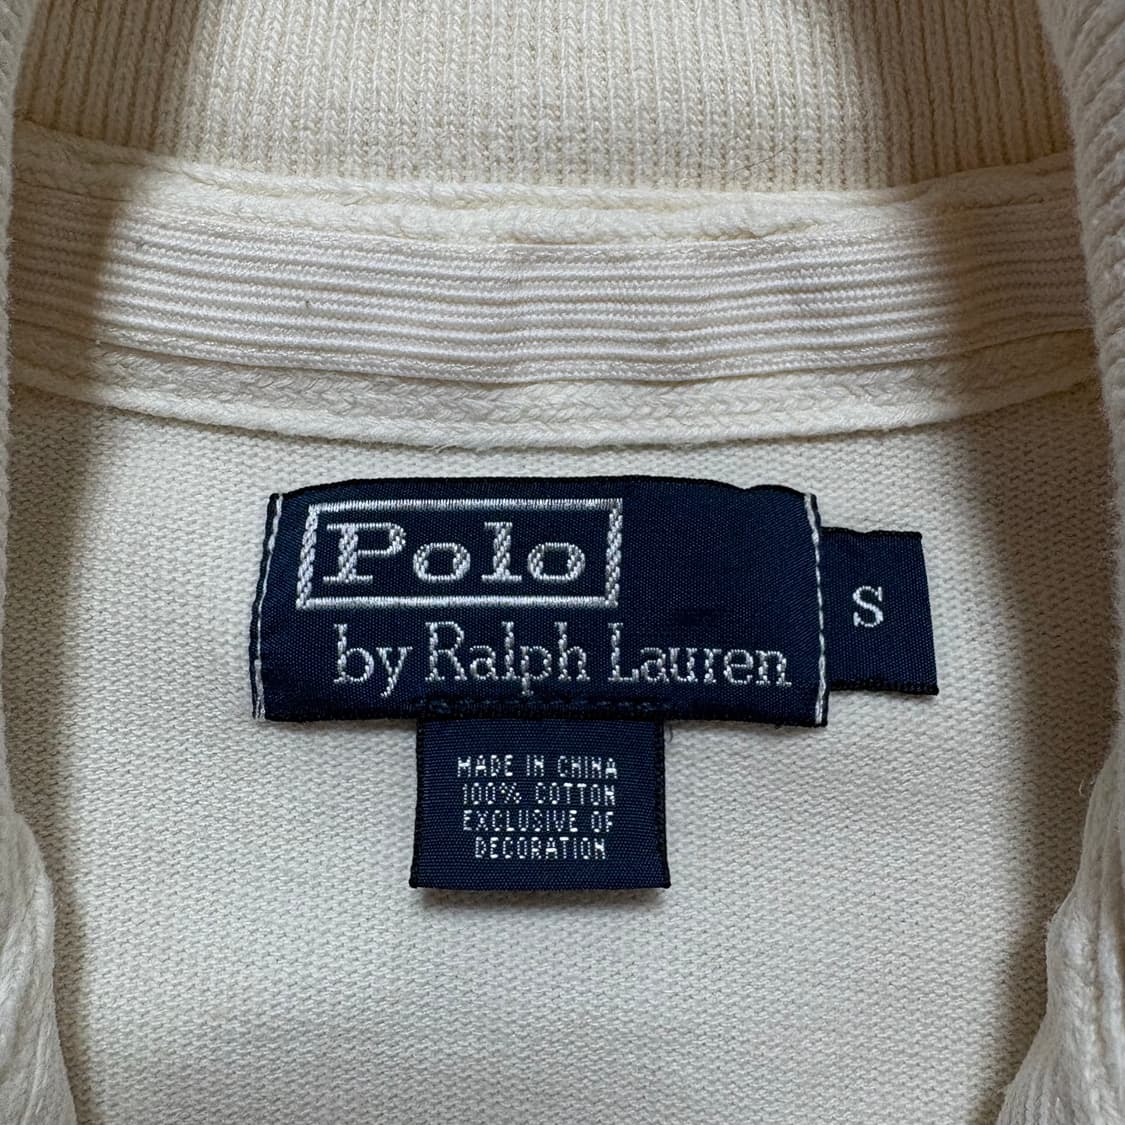 Polo
by Ralph Lauren
S
MADE IN CHINA
100% COTTON
EXCLUSIVE OF
DECORATION